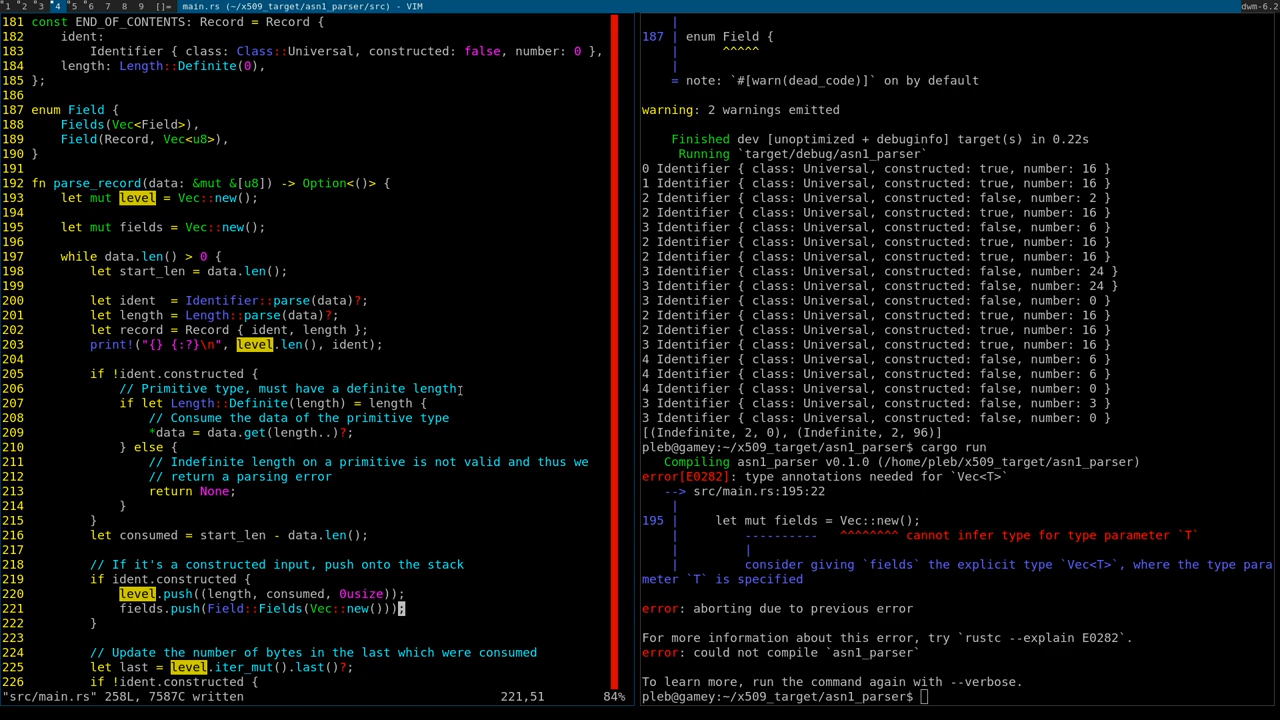 1 2 3 4 5 6 7 8 9 []= main.rs (~/x509_target/asn1_parser/src) - VIM dwm-6.2
181 const END_OF_CONTENTS: Record = Record {
182     ident:
183         Identifier { class: Class::Universal, constructed: false, number: 0 },
184     length: Length::Definite(0),
185 };
186
187 enum Field {
188     Fields(Vec<Field>),
189     Field(Record, Vec<u8>),
190 }
191
192 fn parse_record(data: &mut &[u8]) -> Option<()> {
193     let mut level = Vec::new();
194
195     let mut fields = Vec::new();
196
197     while data.len() > 0 {
198         let start_len = data.len();
199
200         let ident  = Identifier::parse(data)?;
201         let length = Length::parse(data)?;
202         let record = Record { ident, length };
203         print!("{} {:?}\n", level.len(), ident);
204
205         if !ident.constructed {
206             // Primitive type, must have a definite length
207             if let Length::Definite(length) = length {
208                 // Consume the data of the primitive type
209                 *data = data.get(length..)?;
210             } else {
211                 // Indefinite length on a primitive is not valid and thus we
212                 // return a parsing error
213                 return None;
214             }
215         }
216         let consumed = start_len - data.len();
217
218         // If it's a constructed input, push onto the stack
219         if ident.constructed {
220             level.push((length, consumed, 0usize));
221             fields.push(Field::Fields(Vec::new()));
222         }
223
224         // Update the number of bytes in the last which were consumed
225         let last = level.iter_mut().last()?;
226         if !ident.constructed {
"src/main.rs" 258L, 7587C written 221,51 84%
    |
187 | enum Field {
    |      ^^^^^
    |
    = note: `#[warn(dead_code)]` on by default

warning: 2 warnings emitted

    Finished dev [unoptimized + debuginfo] target(s) in 0.22s
     Running `target/debug/asn1_parser`
0 Identifier { class: Universal, constructed: true, number: 16 }
1 Identifier { class: Universal, constructed: true, number: 16 }
2 Identifier { class: Universal, constructed: false, number: 2 }
2 Identifier { class: Universal, constructed: true, number: 16 }
3 Identifier { class: Universal, constructed: false, number: 6 }
2 Identifier { class: Universal, constructed: true, number: 16 }
2 Identifier { class: Universal, constructed: true, number: 16 }
3 Identifier { class: Universal, constructed: false, number: 24 }
3 Identifier { class: Universal, constructed: false, number: 24 }
3 Identifier { class: Universal, constructed: false, number: 0 }
2 Identifier { class: Universal, constructed: true, number: 16 }
2 Identifier { class: Universal, constructed: true, number: 16 }
3 Identifier { class: Universal, constructed: true, number: 16 }
4 Identifier { class: Universal, constructed: false, number: 6 }
4 Identifier { class: Universal, constructed: false, number: 6 }
4 Identifier { class: Universal, constructed: false, number: 0 }
3 Identifier { class: Universal, constructed: false, number: 3 }
3 Identifier { class: Universal, constructed: false, number: 0 }
[(Indefinite, 2, 0), (Indefinite, 2, 96)]
pleb@gamey:~/x509_target/asn1_parser$ cargo run
   Compiling asn1_parser v0.1.0 (/home/pleb/x509_target/asn1_parser)
error[E0282]: type annotations needed for `Vec<T>`
   --> src/main.rs:195:22
    |
195 |     let mut fields = Vec::new();
    |         ----------   ^^^^^^^^ cannot infer type for type parameter `T`
    |         |
    |         consider giving `fields` the explicit type `Vec<T>`, where the type para
meter `T` is specified

error: aborting due to previous error

For more information about this error, try `rustc --explain E0282`.
error: could not compile `asn1_parser`

To learn more, run the command again with --verbose.
pleb@gamey:~/x509_target/asn1_parser$